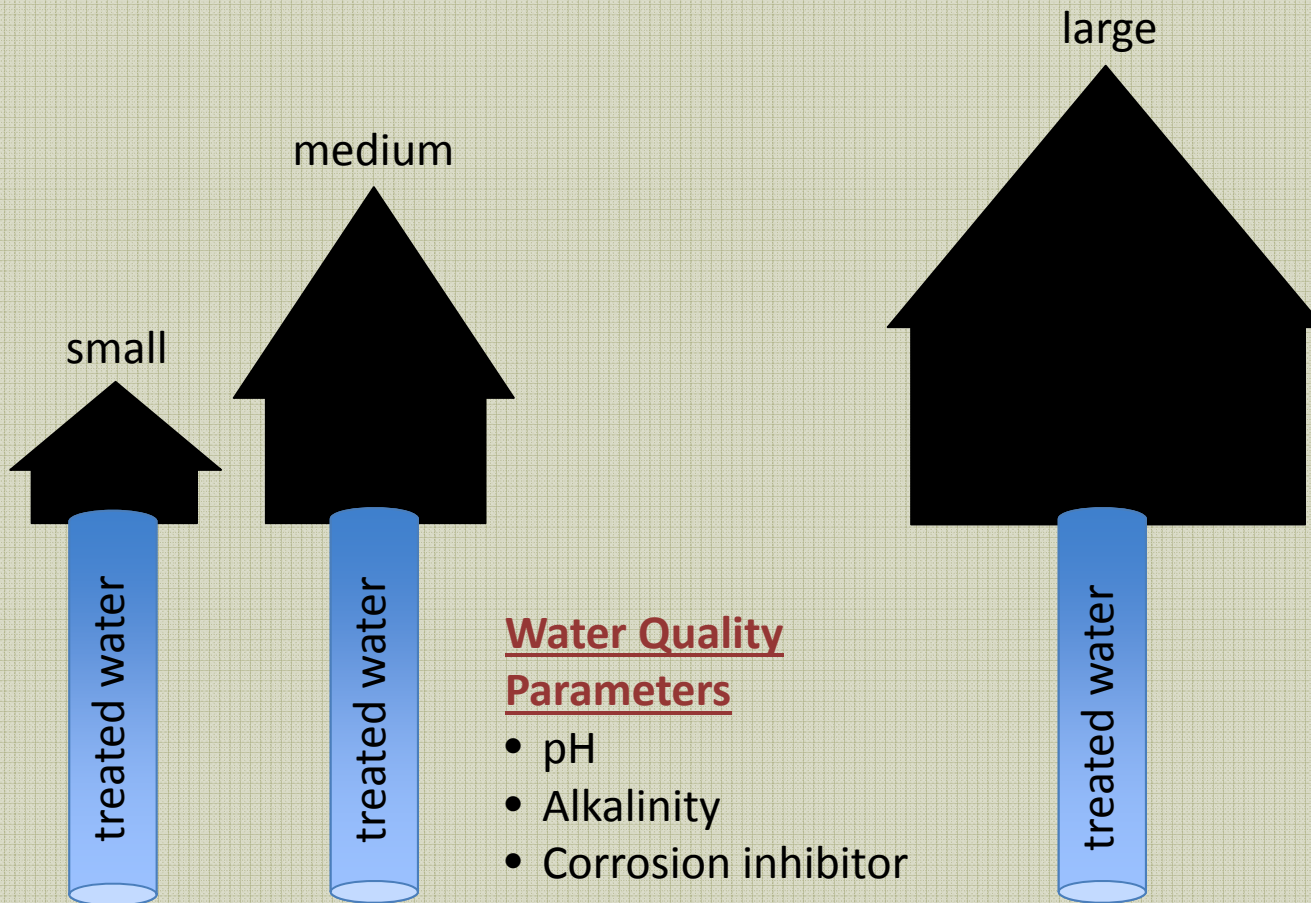 large
medium
small
treated water
treated water
Water Quality
Parameters
• pH
• Alkalinity
• Corrosion inhibitor
treated water